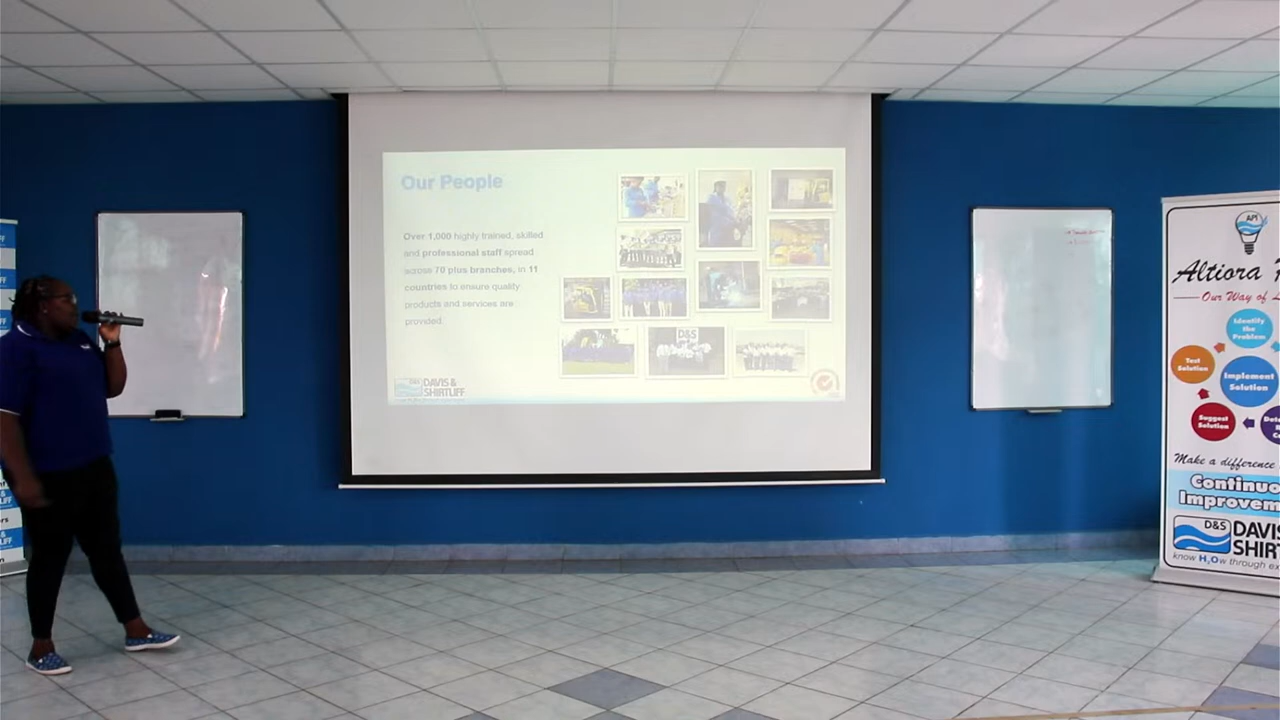 Our People
Over 1,000 highly trained, skilled
and professional staff spread
across 70 plus branches, in 11
countries to ensure quality
products and services are
provided.
D&S
DAVIS &
SHIRTLIFF
API
Altiora
Our Way of
Identify
the
Problem
Test
Solution
Implement
Solution
Suggest
Solution
Make a difference
Continuo
Improvem
D&S DAVIS
SHIRT
know H₂Ow through ex